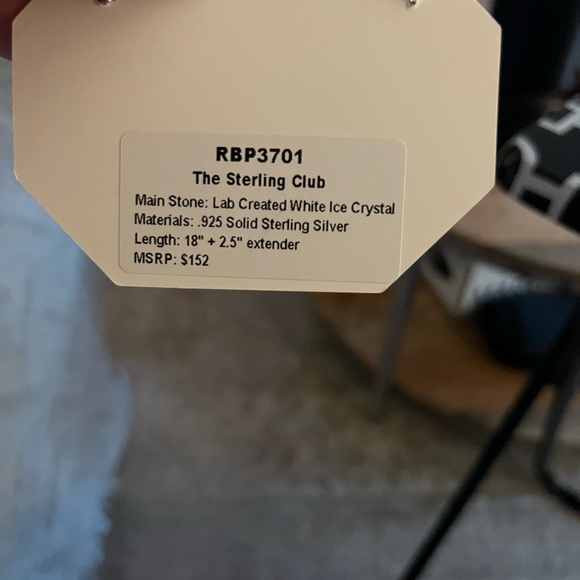 RBP3701
The Sterling Club
Main Stone: Lab Created White Ice Crystal
Materials: .925 Solid Sterling Silver
Length: 18" + 2.5" extender
MSRP: $152